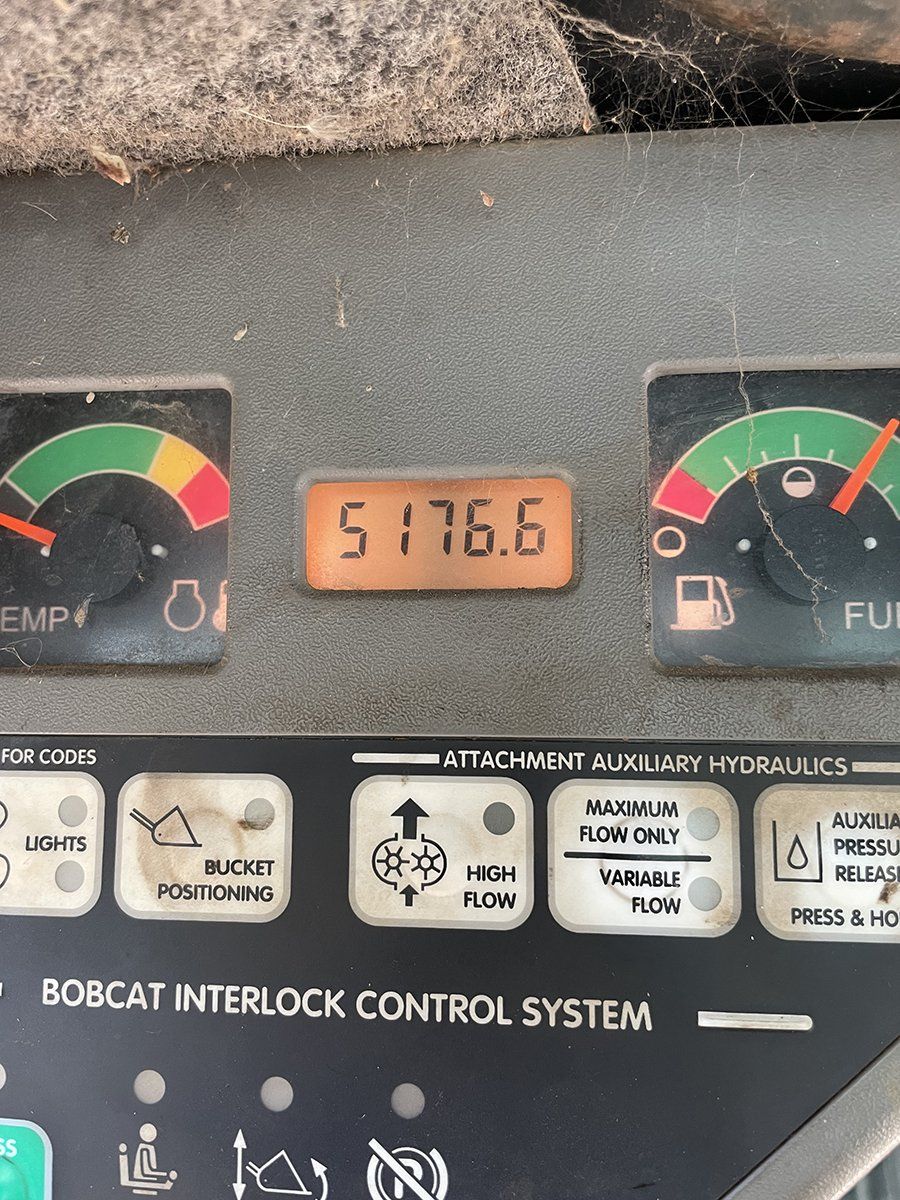 5176.6
EMP
FU
FOR CODES
ATTACHMENT AUXILIARY HYDRAULICS
LIGHTS
BUCKET
POSITIONING
HIGH
FLOW
MAXIMUM
FLOW ONLY
VARIABLE
FLOW
AUXILIA
PRESSU
RELEAS
PRESS & HO
BOBCAT INTERLOCK CONTROL SYSTEM
SS
P